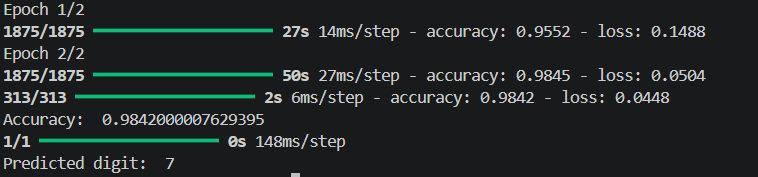 Epoch 1/2
1875/1875 ━━━━━━━━━━━━━━━━━━━━ 27s 14ms/step - accuracy: 0.9552 - loss: 0.1488
Epoch 2/2
1875/1875 ━━━━━━━━━━━━━━━━━━━━ 50s 27ms/step - accuracy: 0.9845 - loss: 0.0504
313/313 ━━━━━━━━━━━━━━━━━━━━ 2s 6ms/step - accuracy: 0.9842 - loss: 0.0448
Accuracy:  0.9842000007629395
1/1 ━━━━━━━━━━━━━━━━━━━━ 0s 148ms/step
Predicted digit:  7